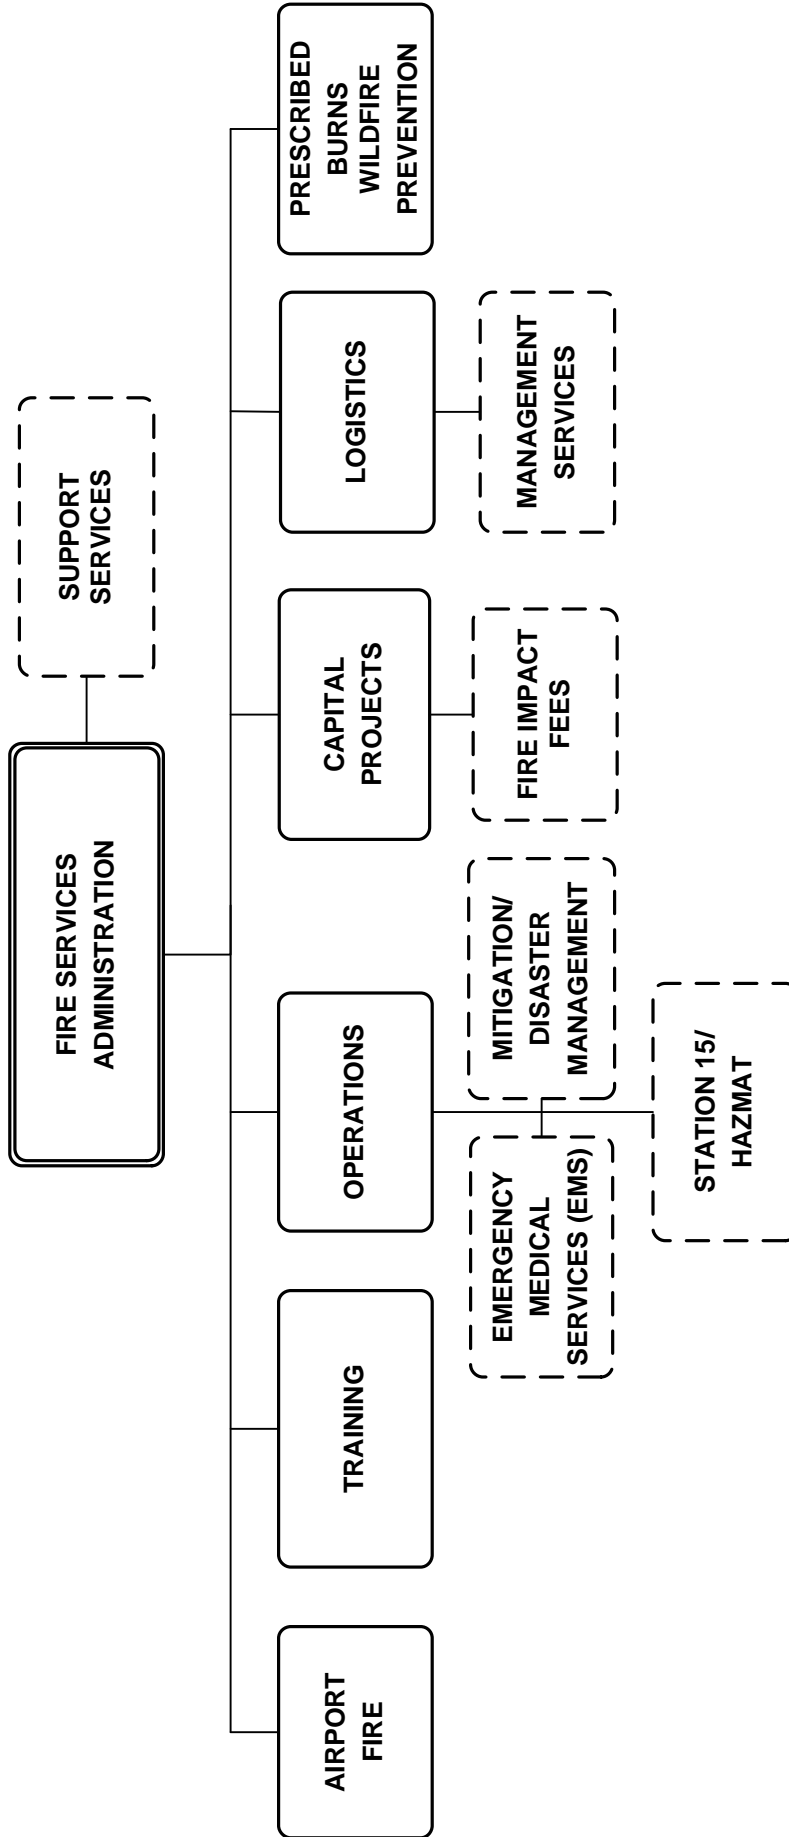 FIRE SERVICES
ADMINISTRATION
SUPPORT
SERVICES
AIRPORT
FIRE
TRAINING
OPERATIONS
CAPITAL
PROJECTS
LOGISTICS
PRESCRIBED
BURNS
WILDFIRE
PREVENTION
EMERGENCY
MEDICAL
SERVICES (EMS)
MITIGATION/
DISASTER
MANAGEMENT
FIRE IMPACT
FEES
MANAGEMENT
SERVICES
STATION 15/
HAZMAT